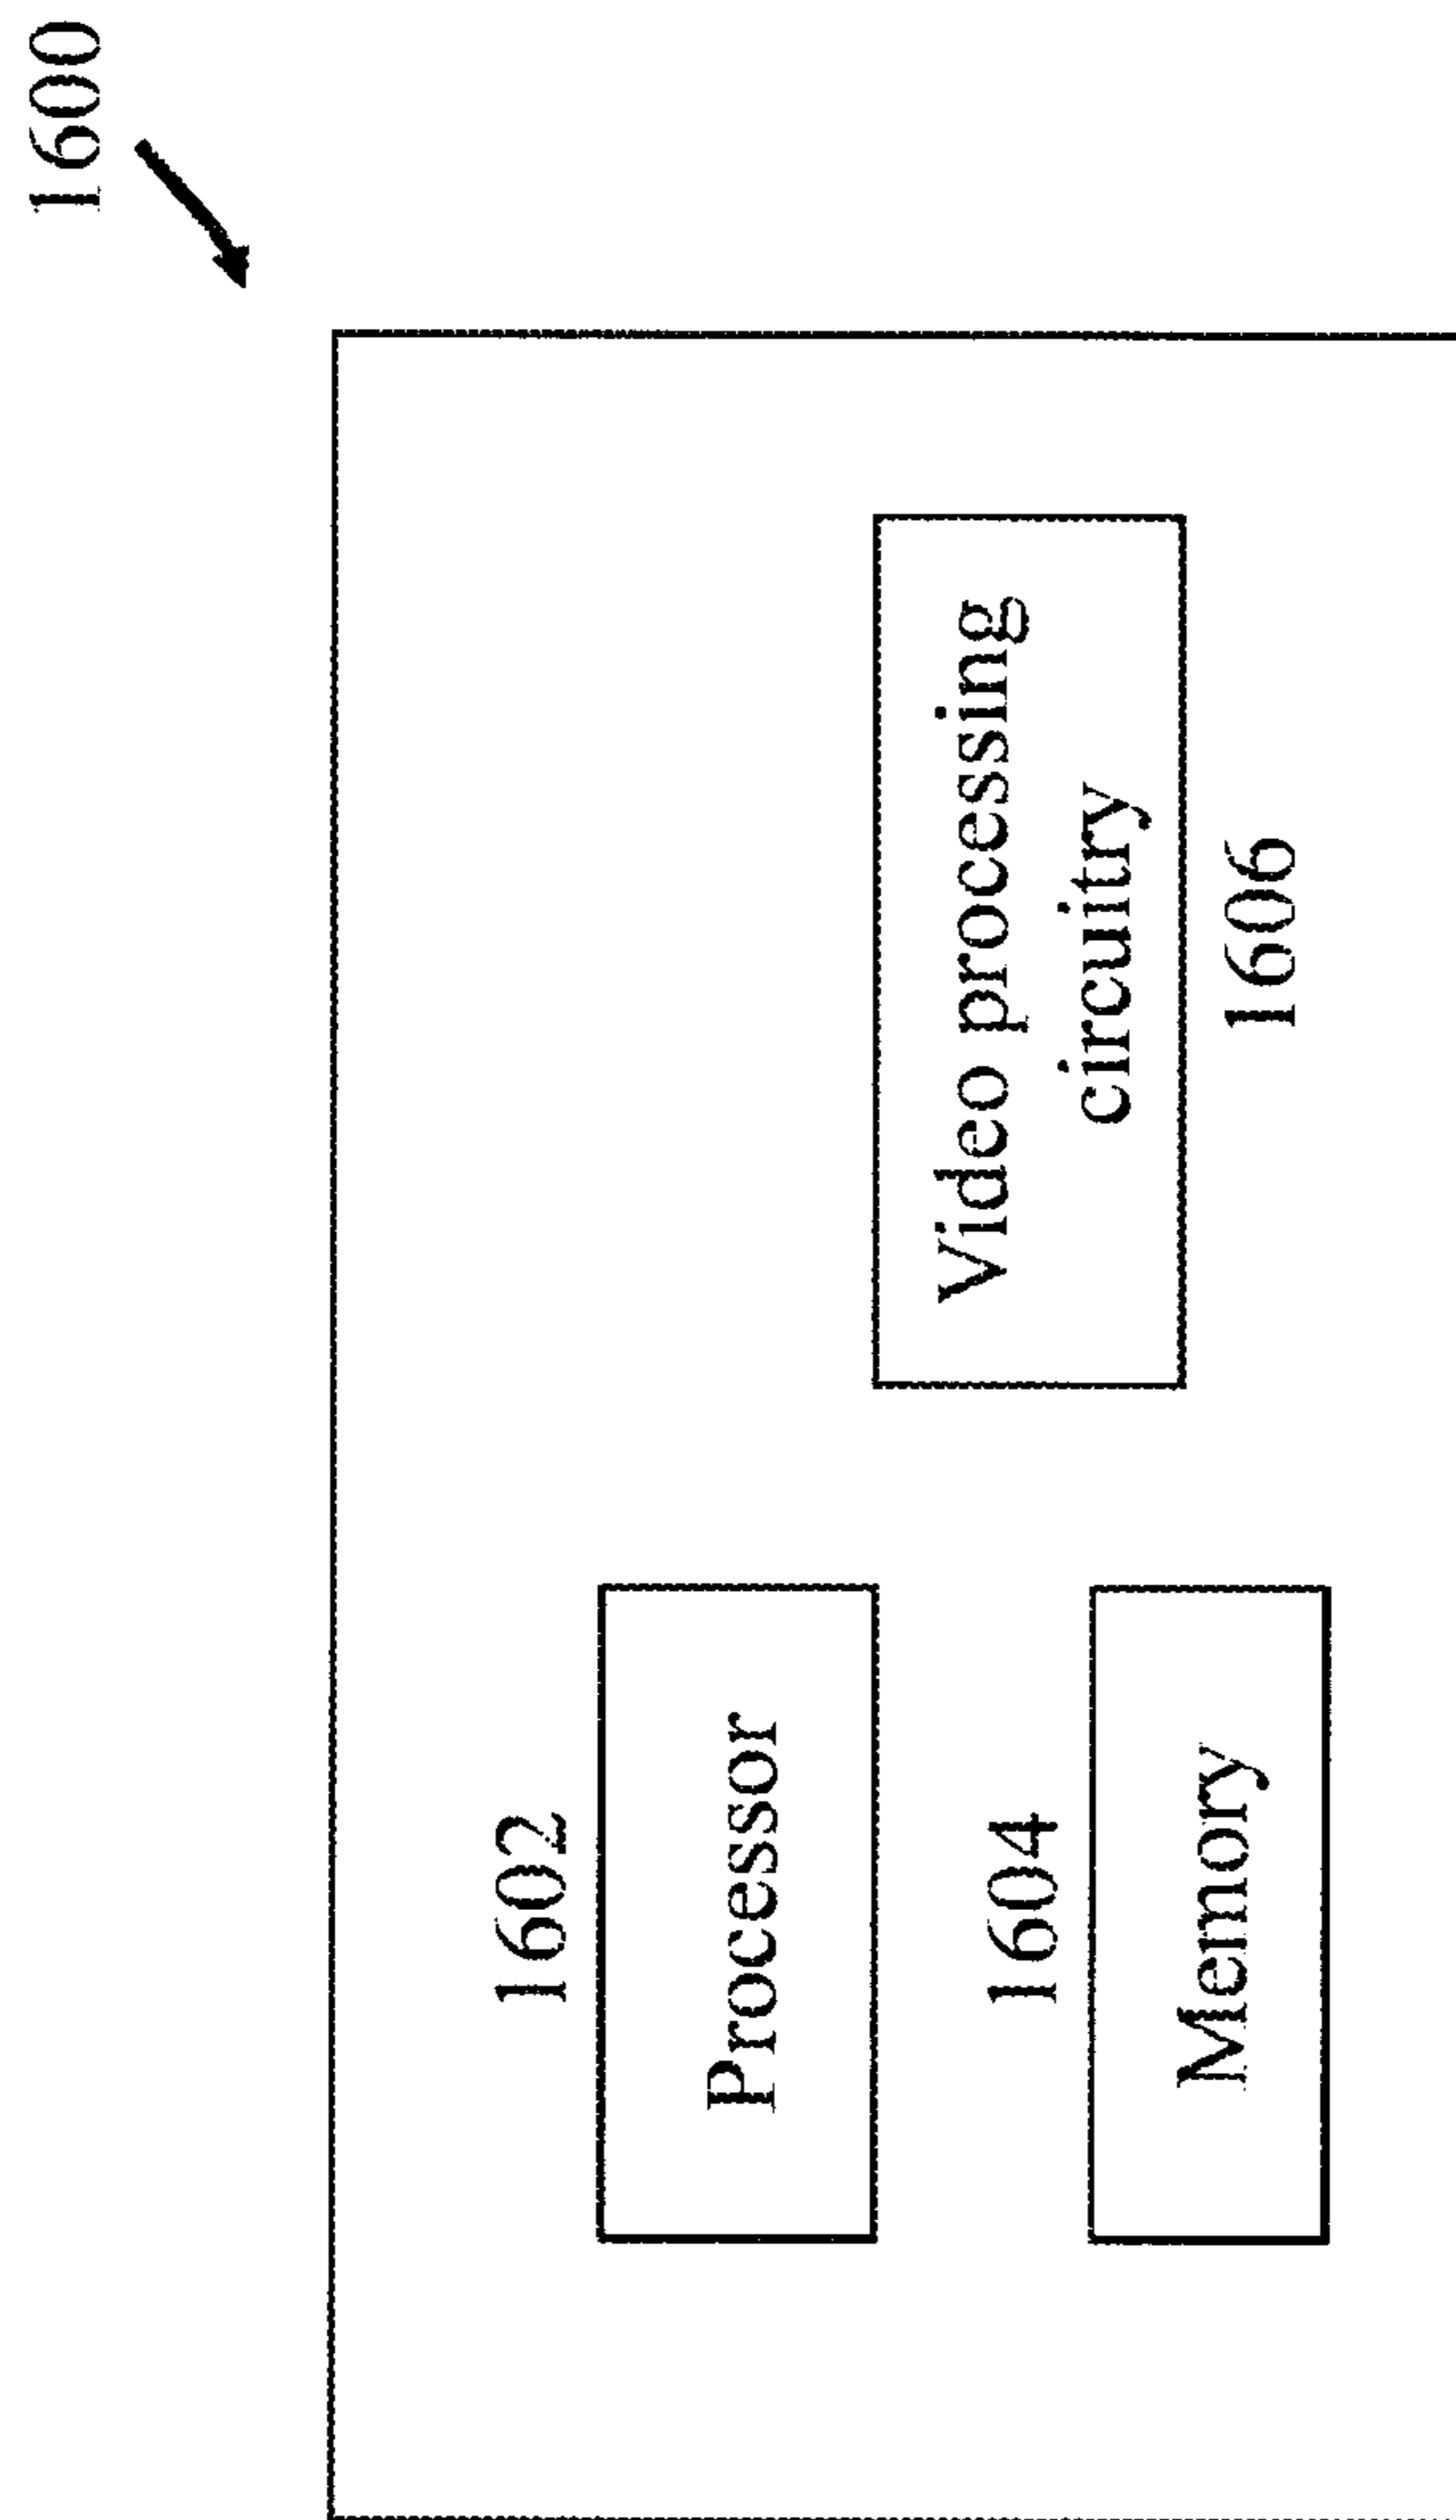 1600
1602
Processor
1604
Memory
Video processing
circuitry
1606